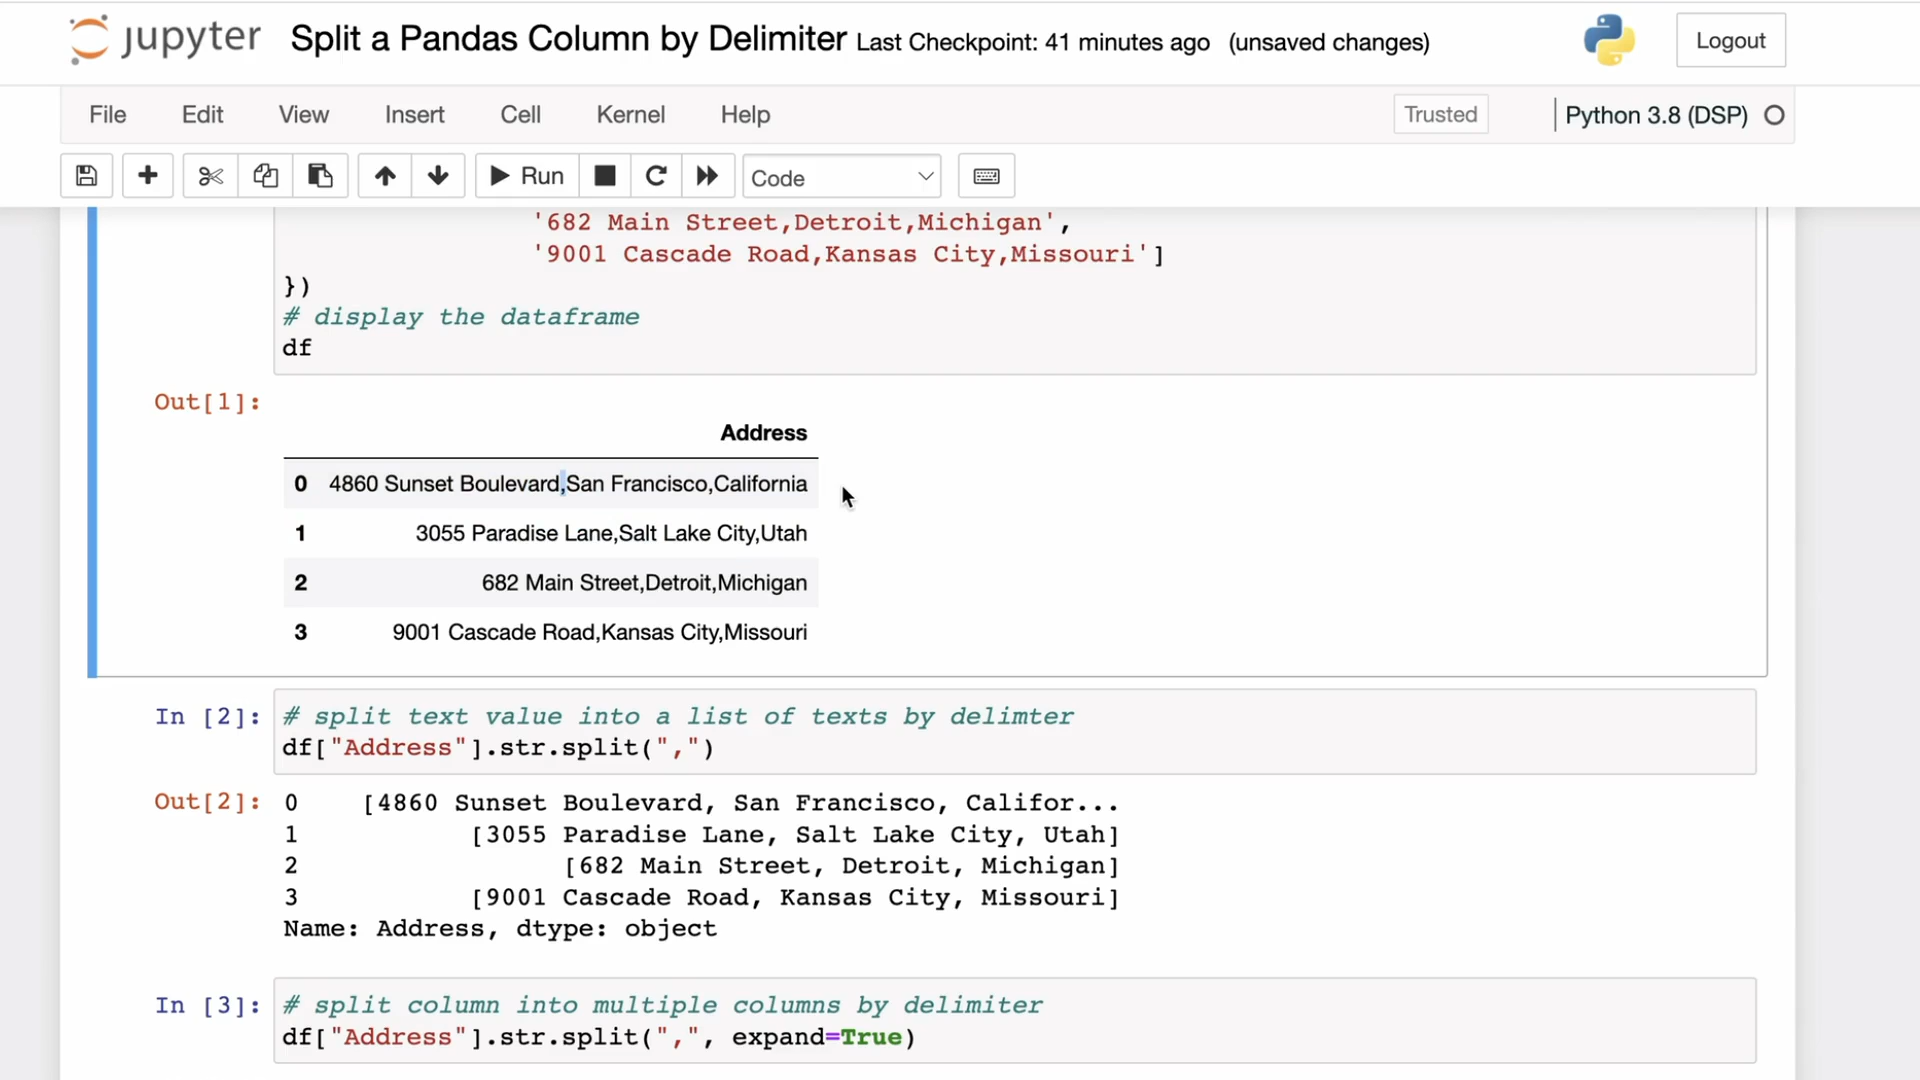 jupyter Split a Pandas Column by Delimiter Last Checkpoint: 41 minutes ago (unsaved changes) Logout
File Edit View Insert Cell Kernel Help Trusted Python 3.8 (DSP)
Run Code
'682 Main Street,Detroit,Michigan',
'9001 Cascade Road,Kansas City,Missouri']
})
# display the dataframe
df
Out[1]:
Address
0 4860 Sunset Boulevard,San Francisco,California
1 3055 Paradise Lane,Salt Lake City,Utah
2 682 Main Street,Detroit,Michigan
3 9001 Cascade Road,Kansas City,Missouri
In [2]: # split text value into a list of texts by delimter
df["Address"].str.split(",")
Out[2]: 0 [4860 Sunset Boulevard, San Francisco, Califor...
1 [3055 Paradise Lane, Salt Lake City, Utah]
2 [682 Main Street, Detroit, Michigan]
3 [9001 Cascade Road, Kansas City, Missouri]
Name: Address, dtype: object
In [3]: # split column into multiple columns by delimiter
df["Address"].str.split(",", expand=True)